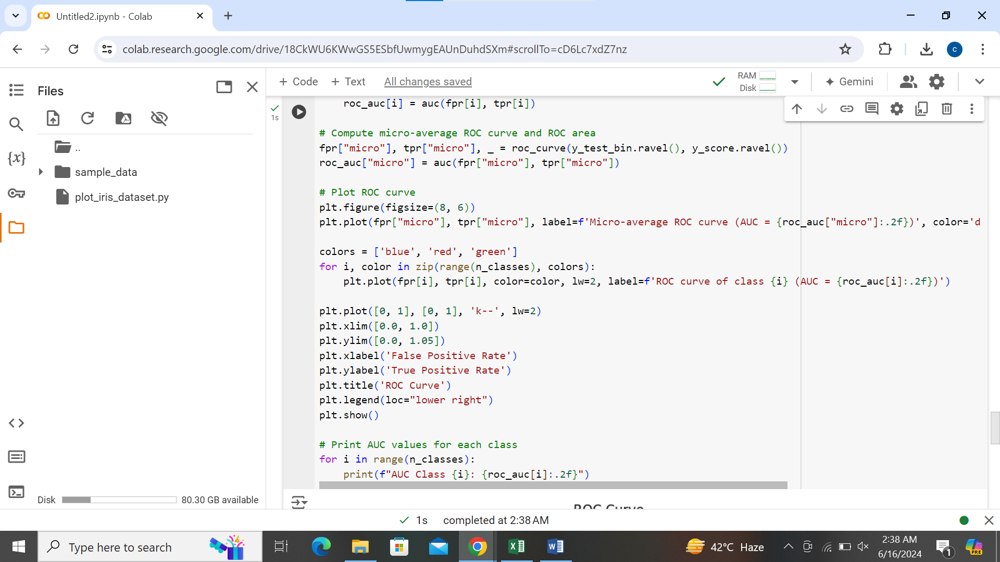 Untitled2.ipynb - Colab
colab.research.google.com/drive/18CkWU6KWwGS5ESbfUwmygEAUnDuhdSXm#scrollTo=cD6Lc7xdZ7nz
C
Files
+ Code + Text All changes saved
RAM
Disk
Gemini
..
sample_data
plot_iris_dataset.py
{x}
1s
    roc_auc[i] = auc(fpr[i], tpr[i])
# Compute micro-average ROC curve and ROC area
fpr["micro"], tpr["micro"], _ = roc_curve(y_test_bin.ravel(), y_score.ravel())
roc_auc["micro"] = auc(fpr["micro"], tpr["micro"])
# Plot ROC curve
plt.figure(figsize=(8, 6))
plt.plot(fpr["micro"], tpr["micro"], label=f'Micro-average ROC curve (AUC = {roc_auc["micro"]:.2f})', color='d
colors = ['blue', 'red', 'green']
for i, color in zip(range(n_classes), colors):
    plt.plot(fpr[i], tpr[i], color=color, lw=2, label=f'ROC curve of class {i} (AUC = {roc_auc[i]:.2f})')
plt.plot([0, 1], [0, 1], 'k--', lw=2)
plt.xlim([0.0, 1.0])
plt.ylim([0.0, 1.05])
plt.xlabel('False Positive Rate')
plt.ylabel('True Positive Rate')
plt.title('ROC Curve')
plt.legend(loc="lower right")
plt.show()
# Print AUC values for each class
for i in range(n_classes):
    print(f"AUC Class {i}: {roc_auc[i]:.2f}")
ROC Curve
Disk 80.30 GB available
1s completed at 2:38 AM
Type here to search
42°C Haze
2:38 AM
6/16/2024
1
PRE